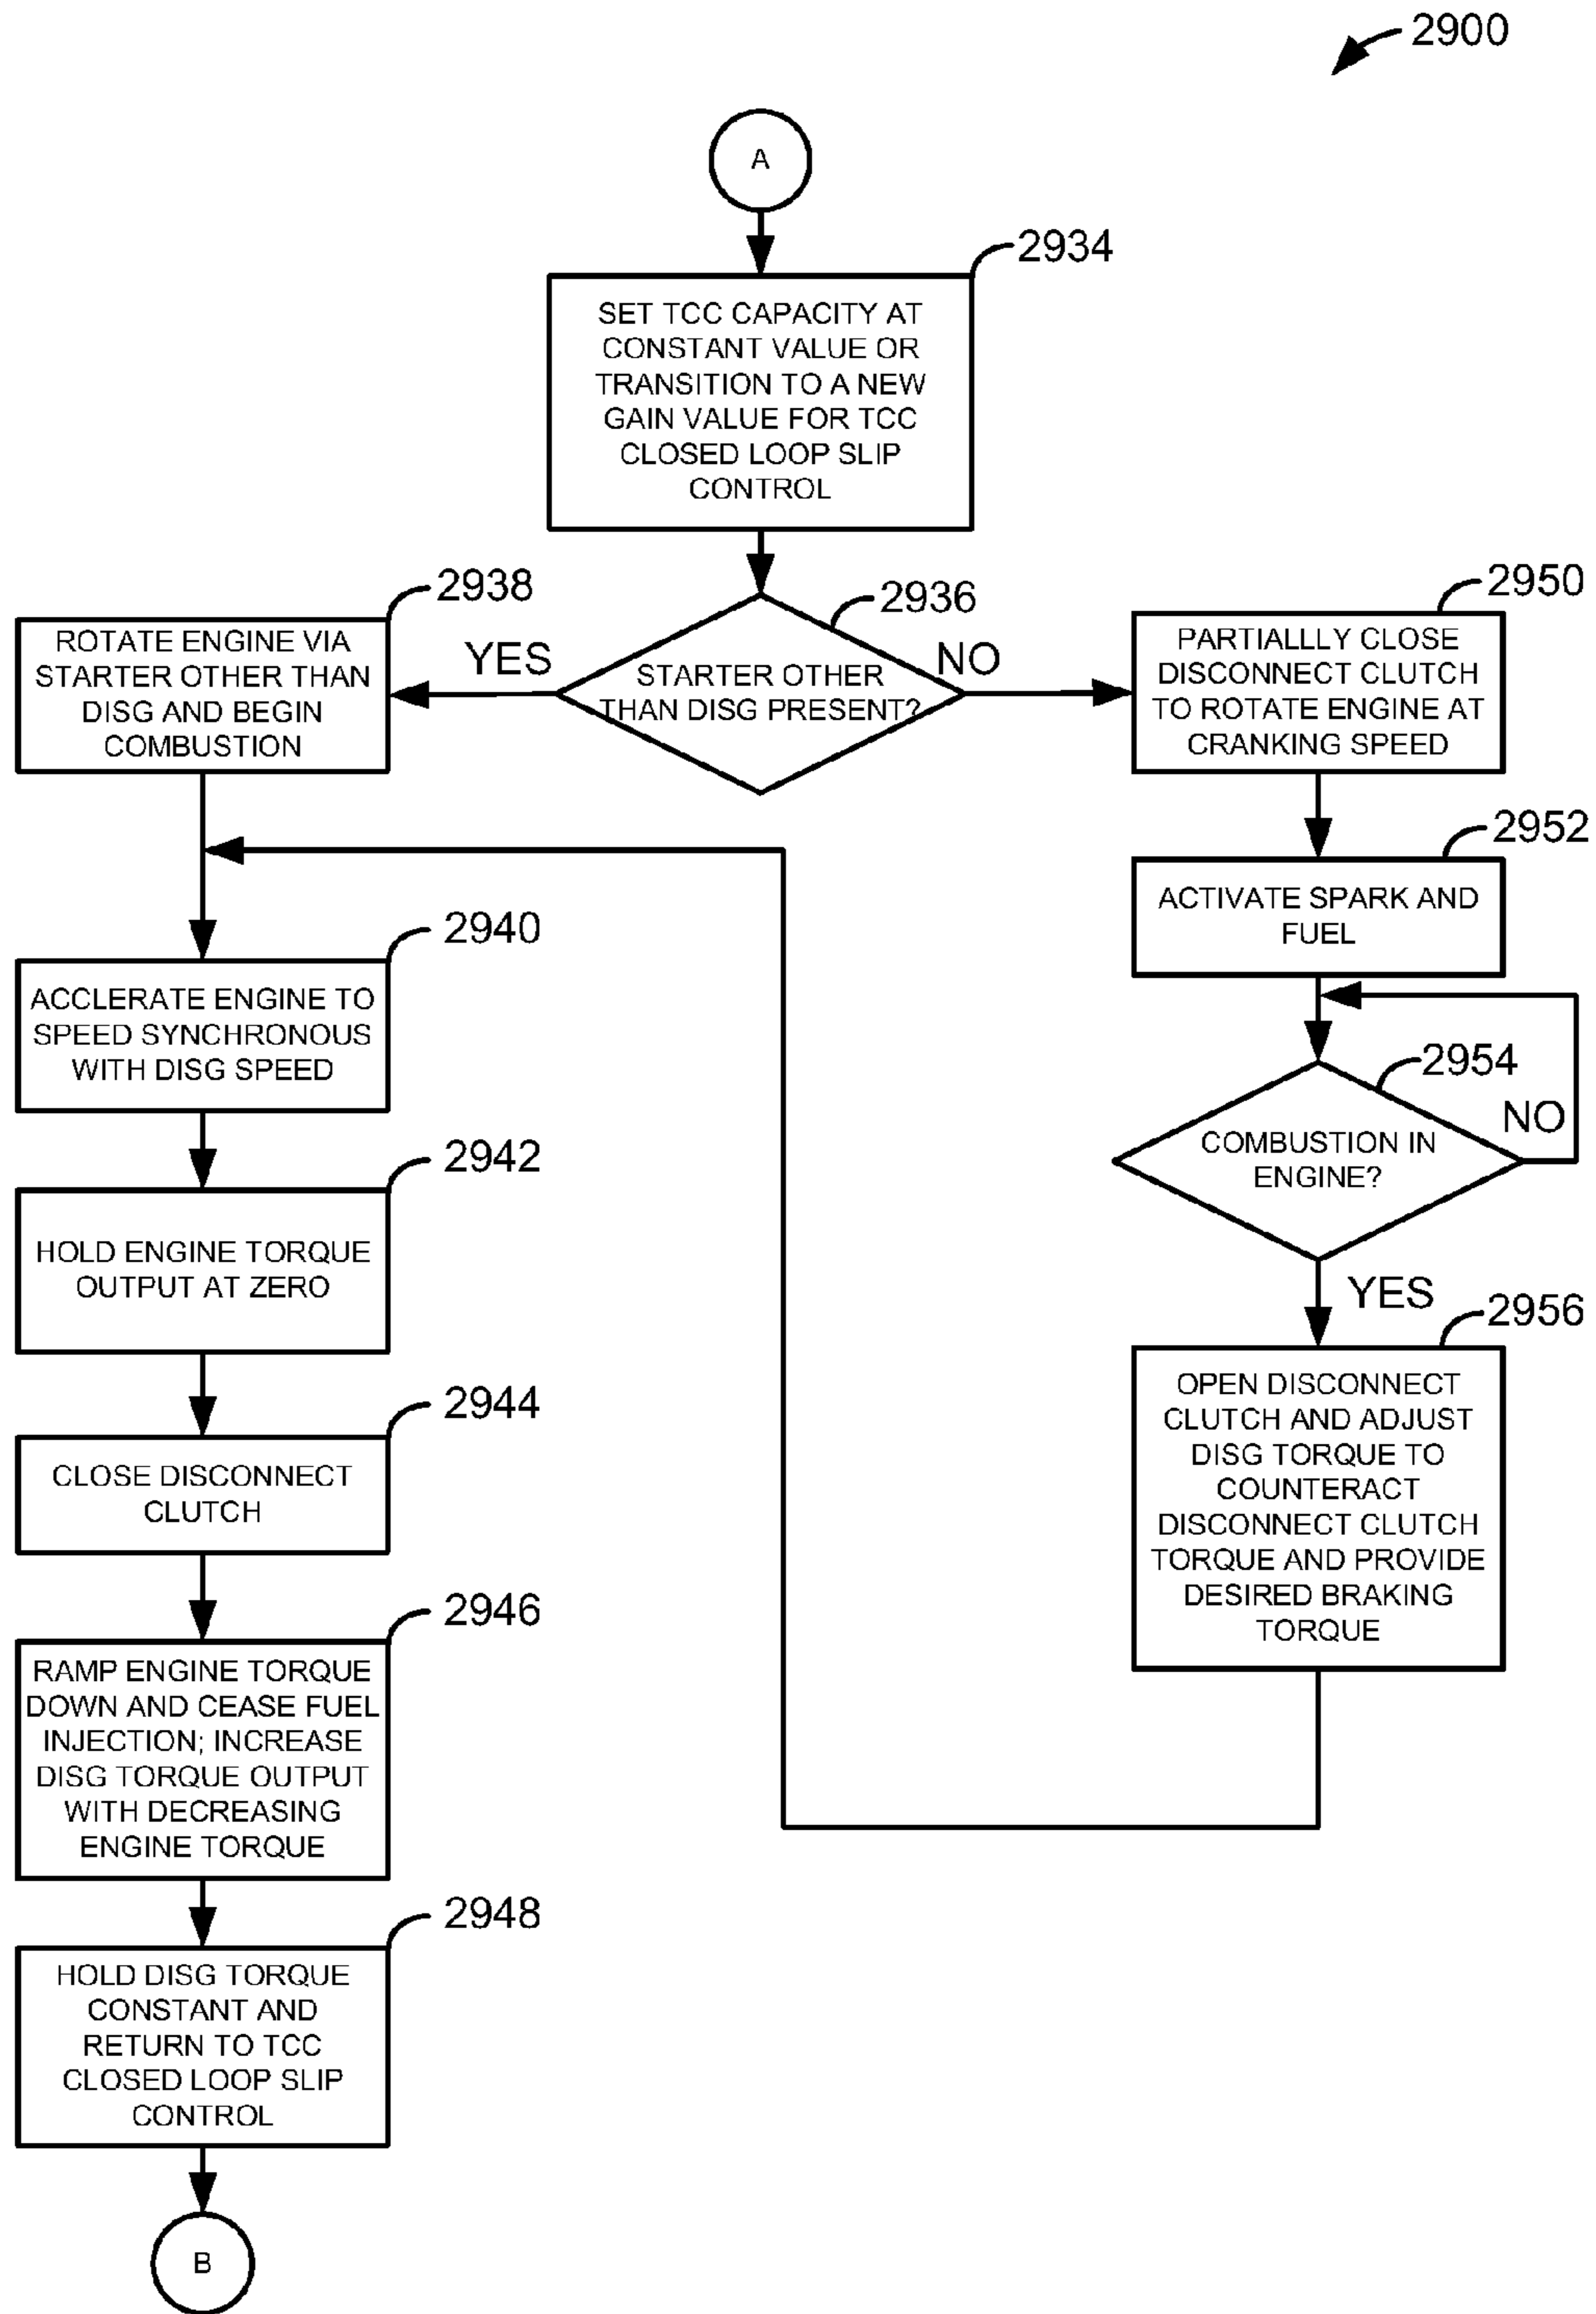 2900
A
2934
SET TCC CAPACITY AT
CONSTANT VALUE OR
TRANSITION TO A NEW
GAIN VALUE FOR TCC
CLOSED LOOP SLIP
CONTROL
2936
STARTER OTHER
THAN DISG PRESENT?
YES
NO
2938
ROTATE ENGINE VIA
STARTER OTHER THAN
DISG AND BEGIN
COMBUSTION
2940
ACCLERATE ENGINE TO
SPEED SYNCHRONOUS
WITH DISG SPEED
2942
HOLD ENGINE TORQUE
OUTPUT AT ZERO
2944
CLOSE DISCONNECT
CLUTCH
2946
RAMP ENGINE TORQUE
DOWN AND CEASE FUEL
INJECTION; INCREASE
DISG TORQUE OUTPUT
WITH DECREASING
ENGINE TORQUE
2948
HOLD DISG TORQUE
CONSTANT AND
RETURN TO TCC
CLOSED LOOP SLIP
CONTROL
B
2950
PARTIALLLY CLOSE
DISCONNECT CLUTCH
TO ROTATE ENGINE AT
CRANKING SPEED
2952
ACTIVATE SPARK AND
FUEL
2954
COMBUSTION IN
ENGINE?
NO
YES
2956
OPEN DISCONNECT
CLUTCH AND ADJUST
DISG TORQUE TO
COUNTERACT
DISCONNECT CLUTCH
TORQUE AND PROVIDE
DESIRED BRAKING
TORQUE